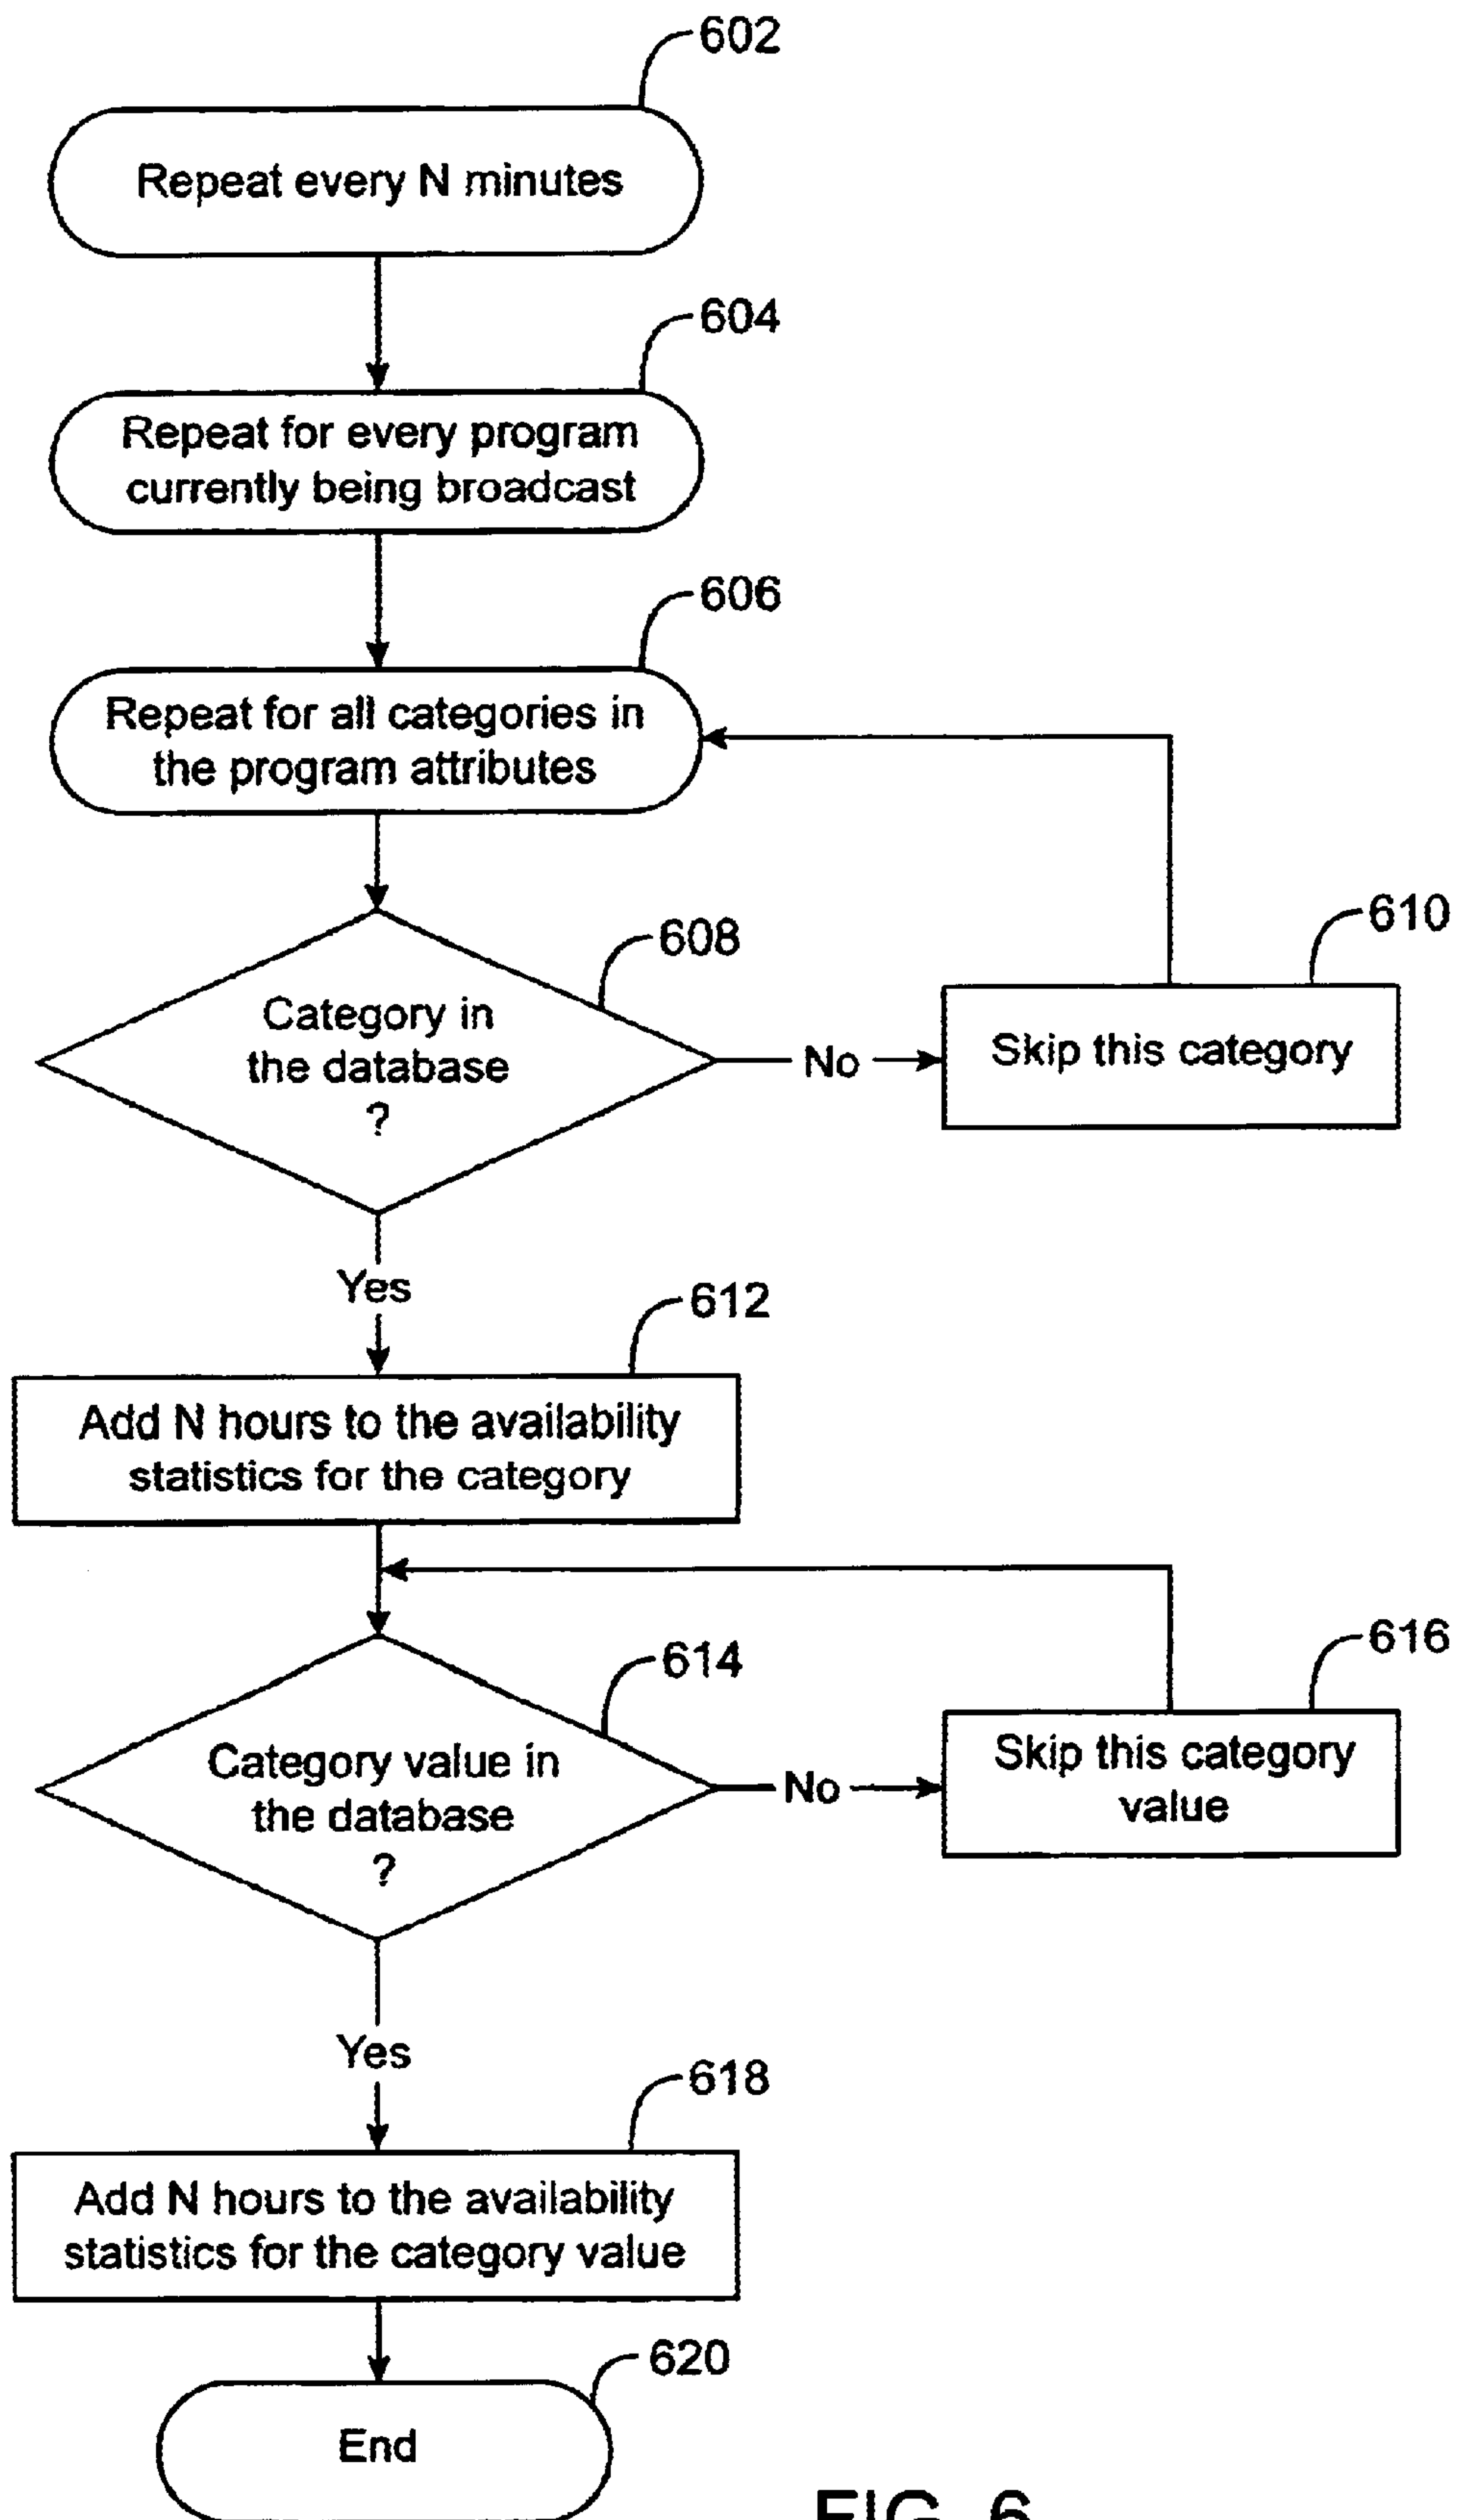 602
Repeat every N minutes
604
Repeat for every program
currently being broadcast
606
Repeat for all categories in
the program attributes
608
Category in
the database
?
No
610
Skip this category
Yes
612
Add N hours to the availability
statistics for the category
614
Category value in
the database
?
No
616
Skip this category
value
Yes
618
Add N hours to the availability
statistics for the category value
620
End
FIG. 6